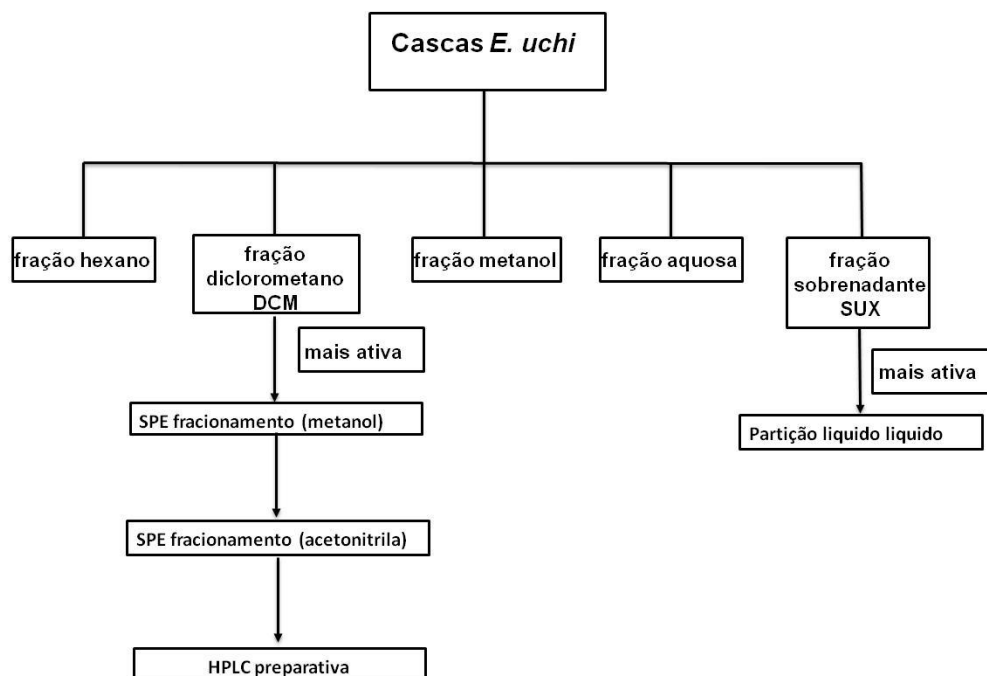 Cascas E. uchi
fração hexano
fração
diclorometano
DCM
fração metanol
fração aquosa
fração
sobrenadante
SUX
mais ativa
mais ativa
SPE fracionamento (metanol)
Partição liquido liquido
SPE fracionamento (acetonitrila)
HPLC preparativa